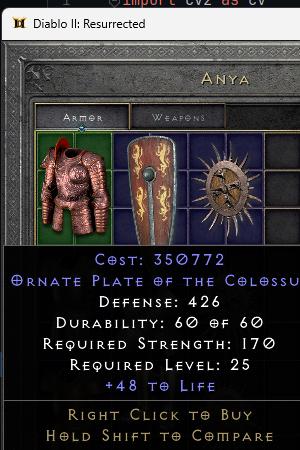 import cv2 as cv
Diablo II: Resurrected
Anya
Armor
Weapons
Cost: 350772
Ornate Plate of the Colossu
Defense: 426
Durability: 60 of 60
Required Strength: 170
Required Level: 25
+48 to Life
Right Click to Buy
Hold Shift to Compare